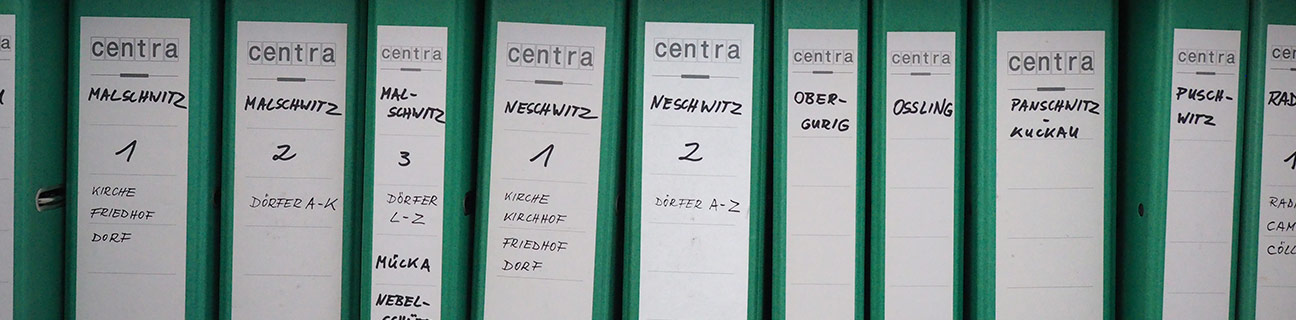 centra
MALSCHWITZ
1
KIRCHE
FRIEDHOF
DORF
centra
MALSCHWITZ
2
DÖRFER A-K
centra
MAL-
SCHWITZ
3
DÖRFER
L-Z
MÜCKA
NEBEL-
centra
NESCHWITZ
1
KIRCHE
KIRCHHOF
FRIEDHOF
DORF
centra
NESCHWITZ
2
DÖRFER A-Z
centra
OBER-
GURIG
centra
OSSLING
centra
PANSCHWITZ
-
KUCKAU
centra
PUSCH-
WITZ